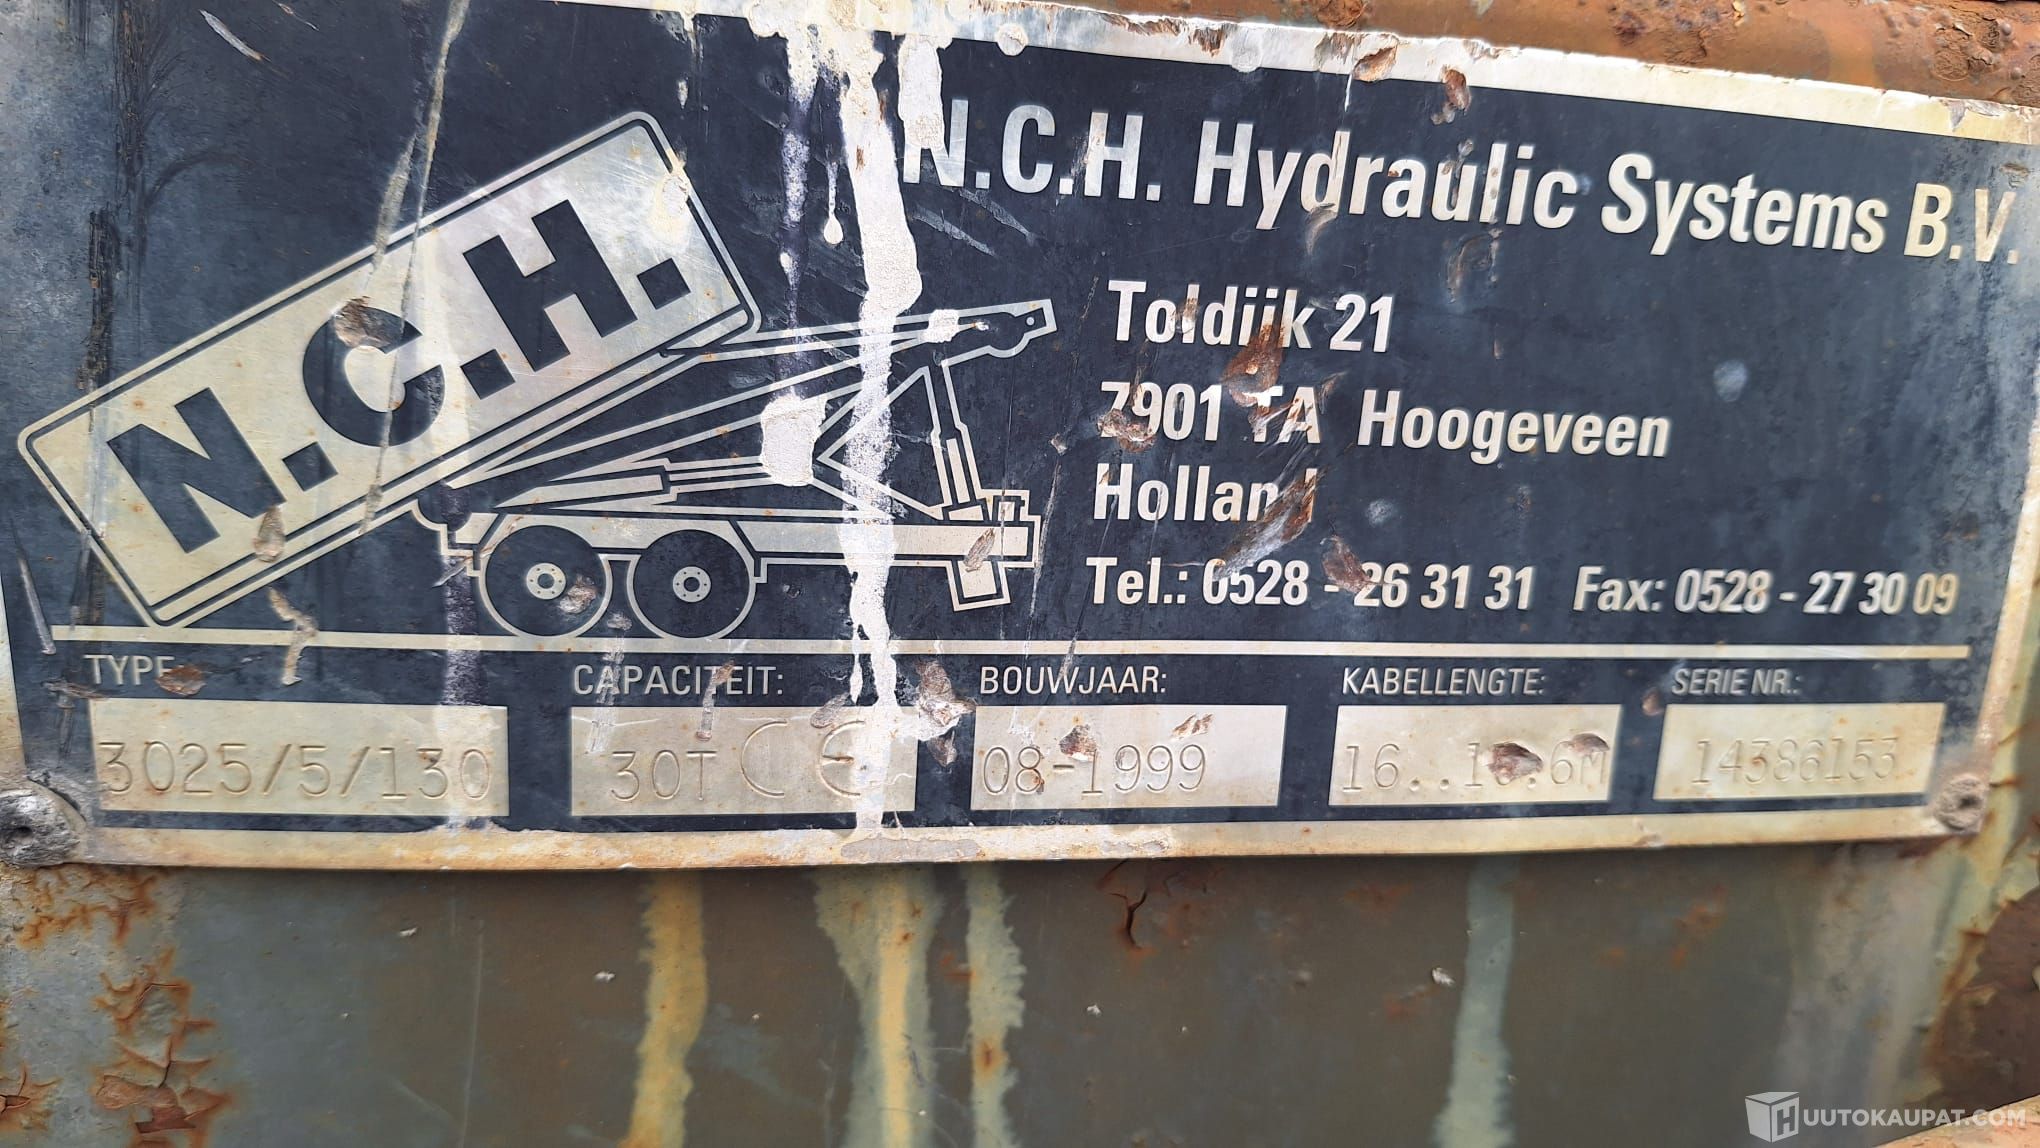 N.C.H.
N.C.H. Hydraulic Systems B.V.
Toldijk 21
7901 TA Hoogeveen
Holland
Tel.: 0528 - 26 31 31 Fax: 0528 - 27 30 09
TYPE CAPACITEIT: BOUWJAAR: KABELLENGTE: SERIE NR.:
3025/5/130 30T CE 08-1999 14386153
HUUTOKAUPAT.COM